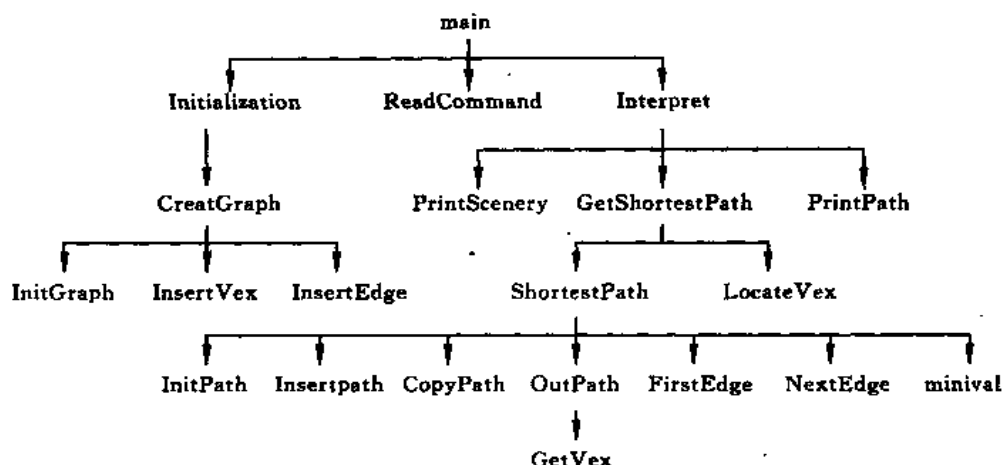 main
Initialization ReadCommand Interpret
CreatGraph PrintScenery GetShortestPath PrintPath
InitGraph InsertVex InsertEdge ShortestPath LocateVex
InitPath Insertpath CopyPath OutPath FirstEdge NextEdge minival
GetVex